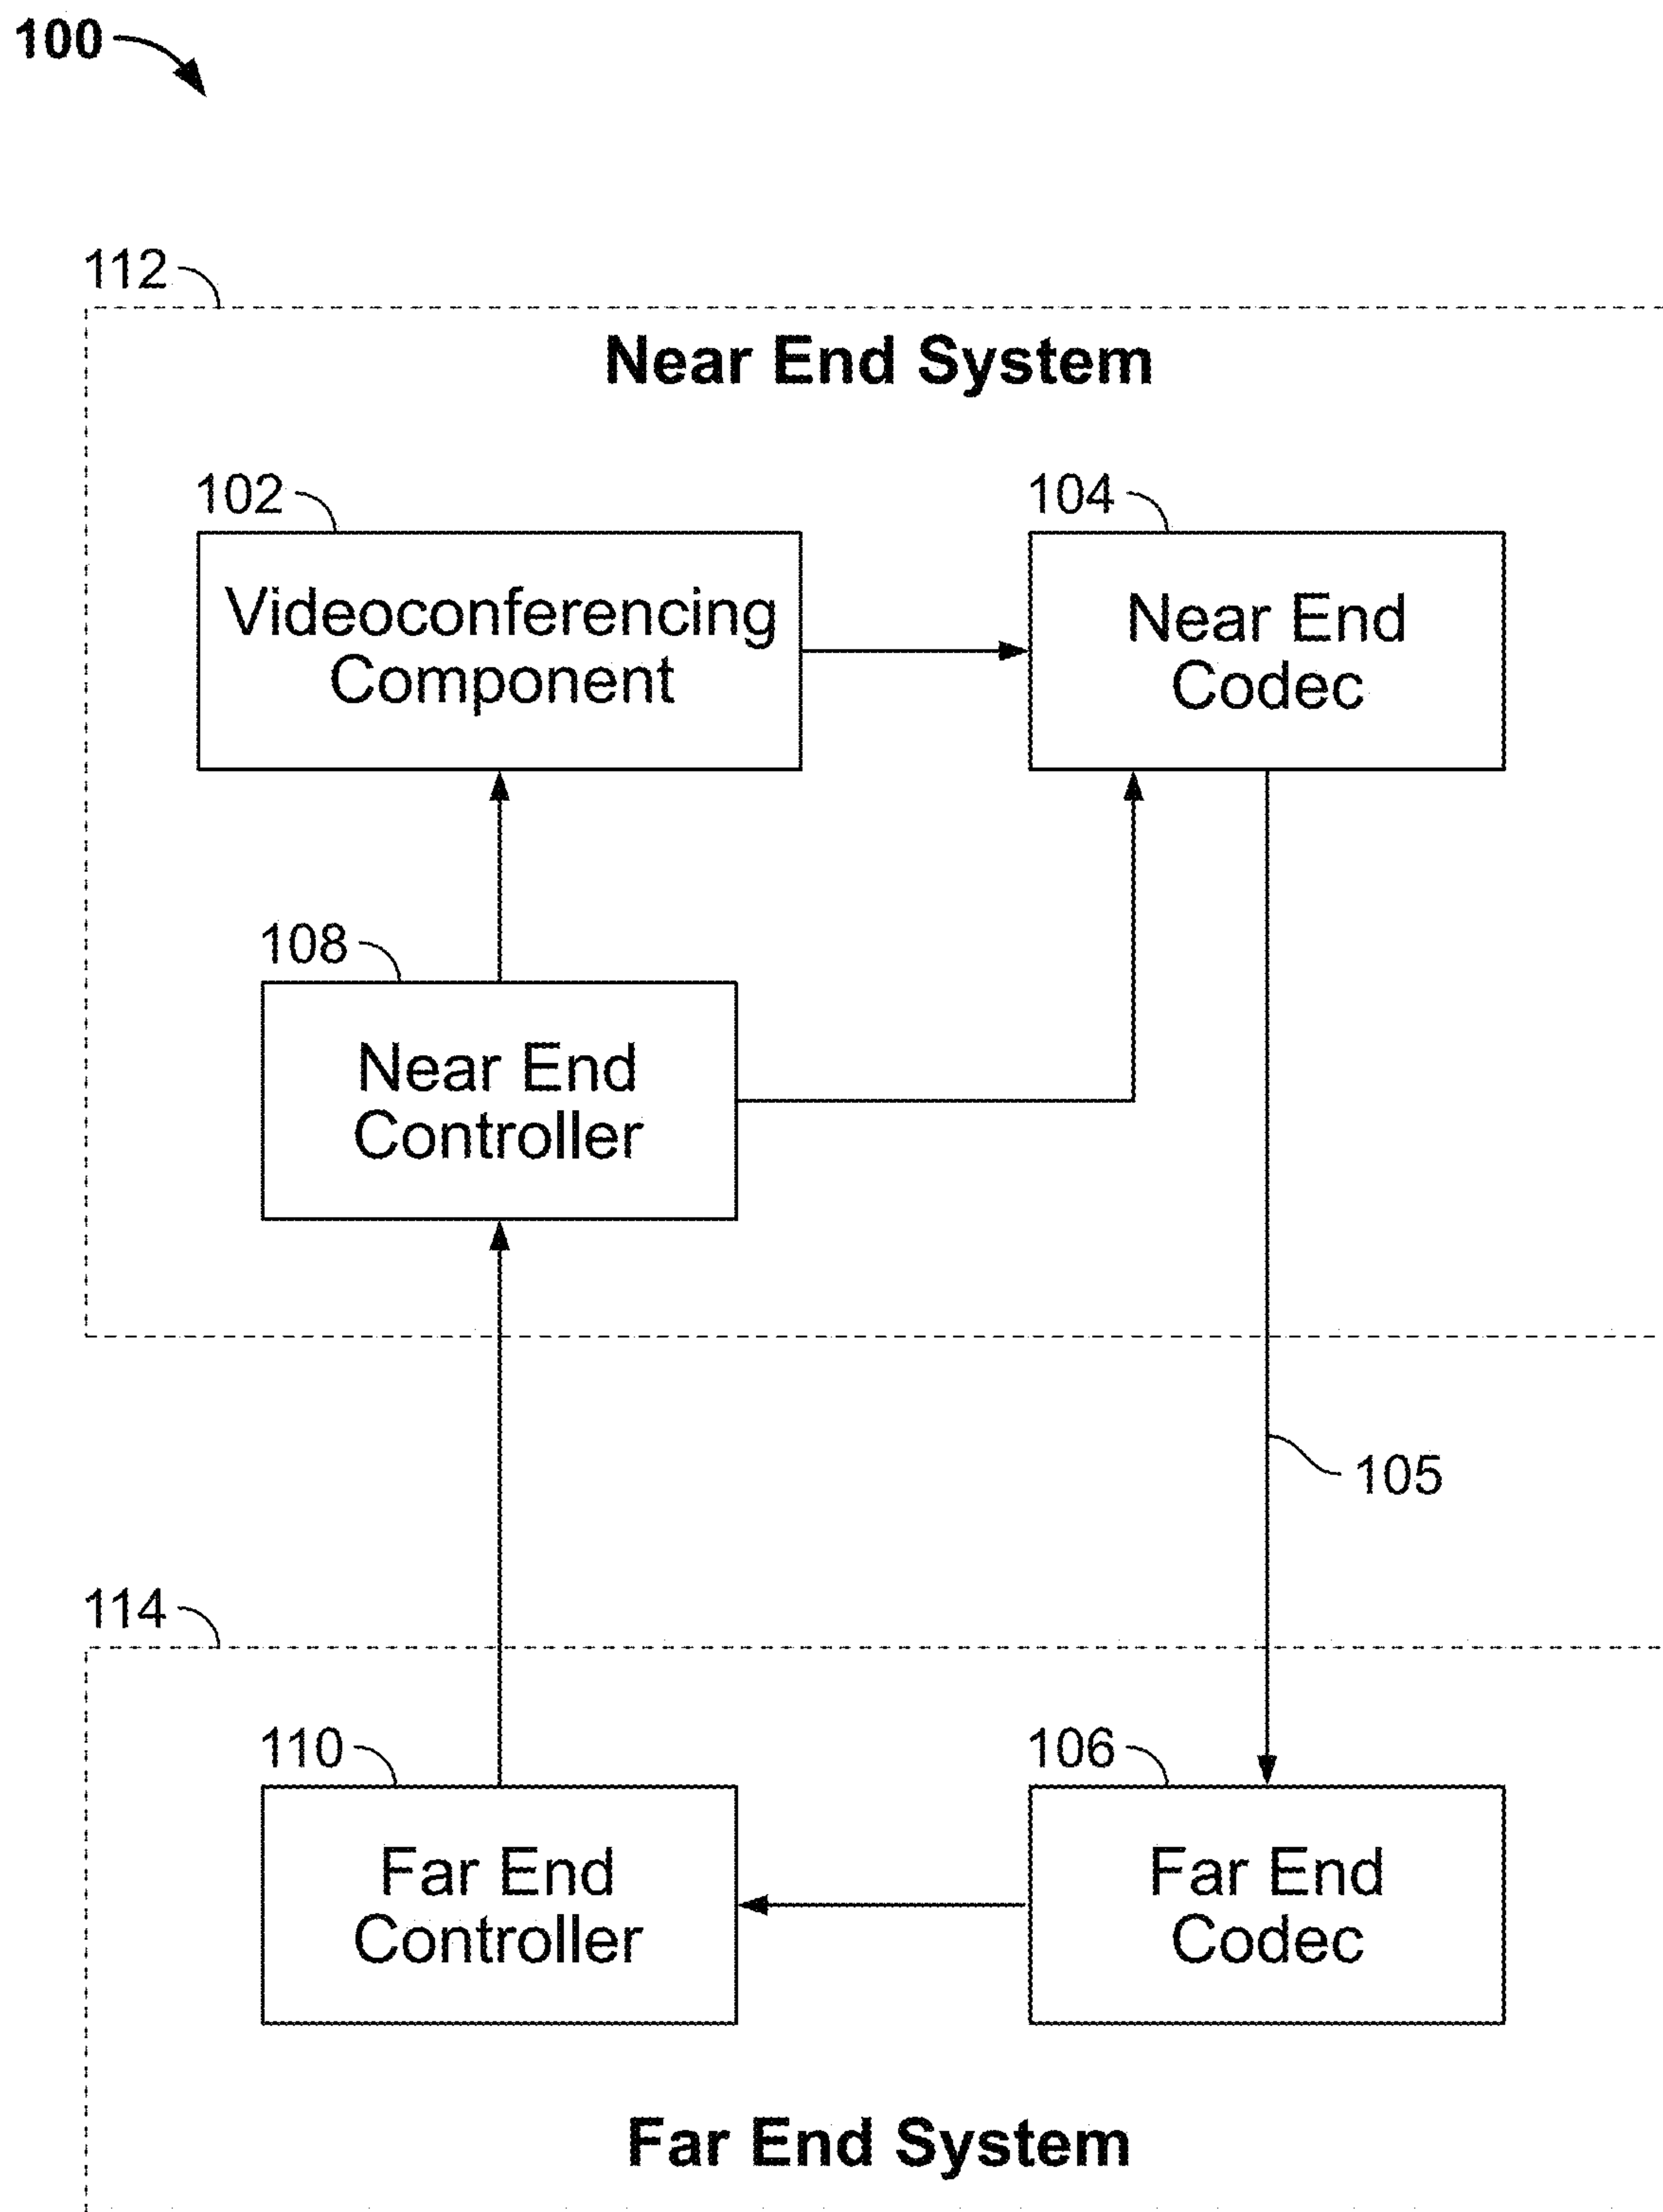 100
112
Near End System
102
104
Videoconferencing
Component
Near End
Codec
108
Near End
Controller
105
114
110
106
Far End
Controller
Far End
Codec
Far End System